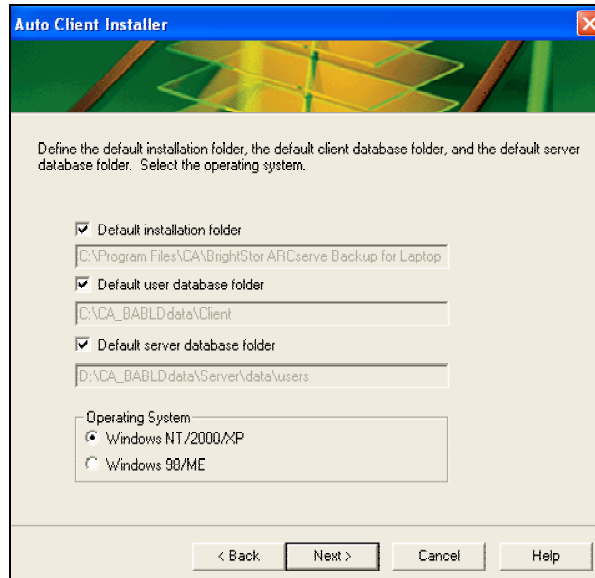 Auto Client Installer
Define the default installation folder, the default client database folder, and the default server
database folder. Select the operating system.
Default installation folder
C:\Program Files\CA\BrightStor ARCserve Backup for Laptop
Default user database folder
C:\CA_BABLDdata\Client
Default server database folder
D:\CA_BABLDdata\Server\data\users
Operating System
Windows NT/2000/XP
Windows 98/ME
< Back
Next >
Cancel
Help